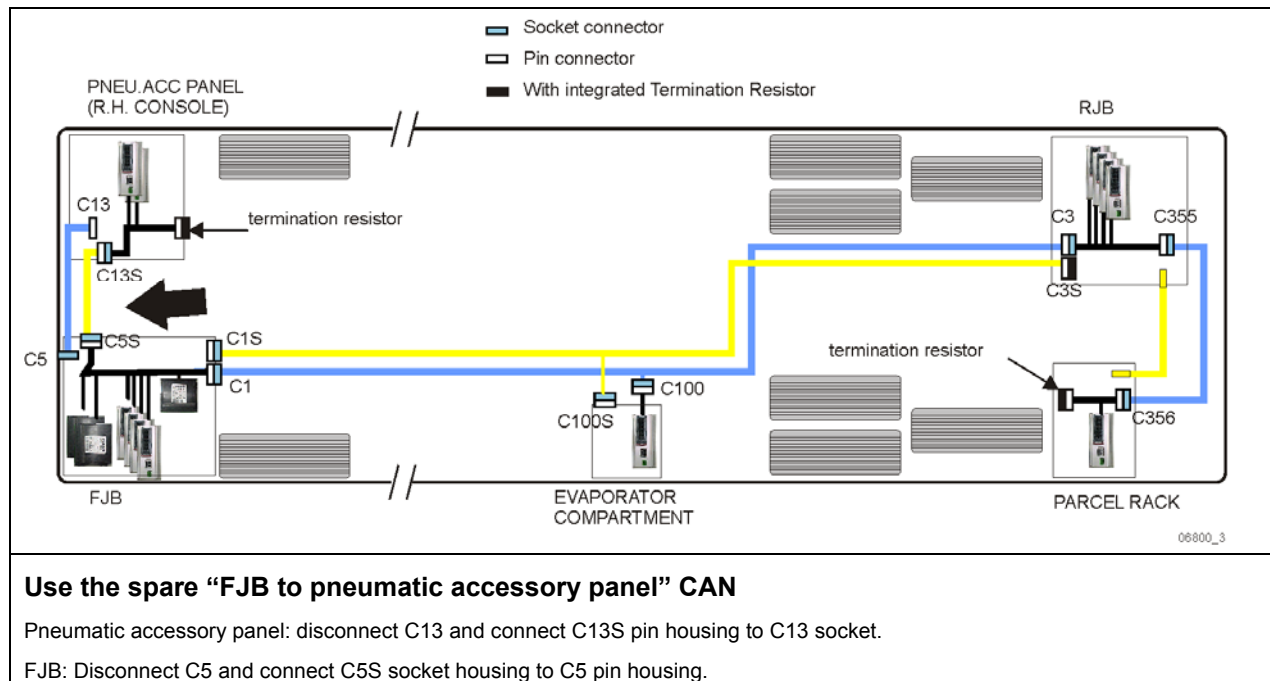 Socket connector
Pin connector
With integrated Termination Resistor
PNEU.ACC PANEL
(R.H. CONSOLE)
RJB
C13
termination resistor
C3
C355
C13S
C3S
C5
C5S
C1S
C1
termination resistor
C100
C100S
C356
FJB
EVAPORATOR
COMPARTMENT
PARCEL RACK
06800_3
Use the spare “FJB to pneumatic accessory panel” CAN
Pneumatic accessory panel: disconnect C13 and connect C13S pin housing to C13 socket.
FJB: Disconnect C5 and connect C5S socket housing to C5 pin housing.